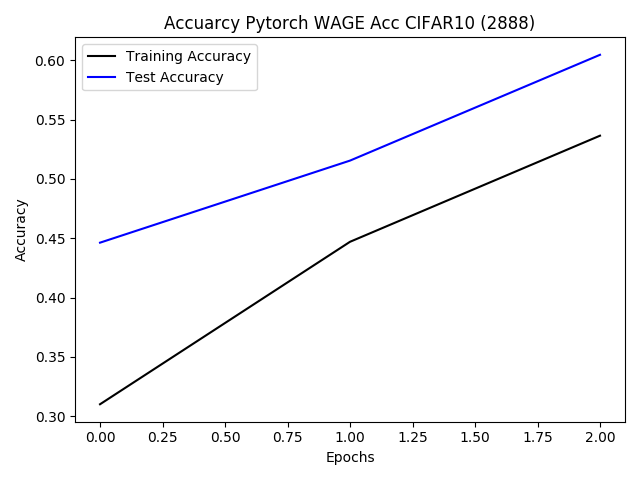 Accuarcy Pytorch WAGE Acc CIFAR10 (2888)
Training Accuracy
Test Accuracy
0.60
0.55
0.50
0.45
0.40
0.35
0.30
Accuracy
0.00 0.25 0.50 0.75 1.00 1.25 1.50 1.75 2.00
Epochs